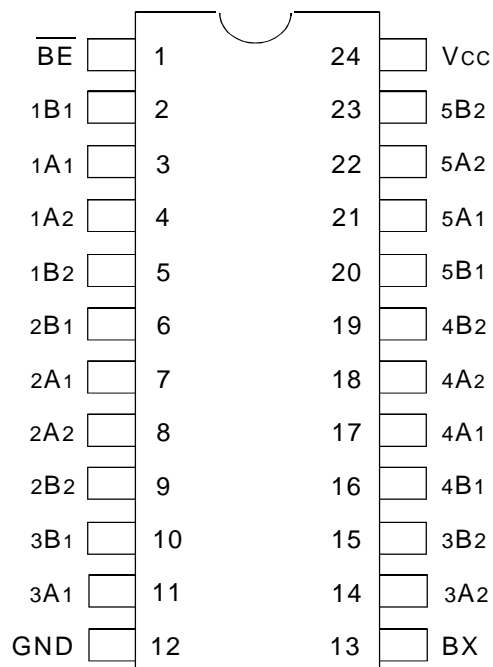 BE 1 24 VCC
1B1 2 23 5B2
1A1 3 22 5A2
1A2 4 21 5A1
1B2 5 20 5B1
2B1 6 19 4B2
2A1 7 18 4A2
2A2 8 17 4A1
2B2 9 16 4B1
3B1 10 15 3B2
3A1 11 14 3A2
GND 12 13 BX